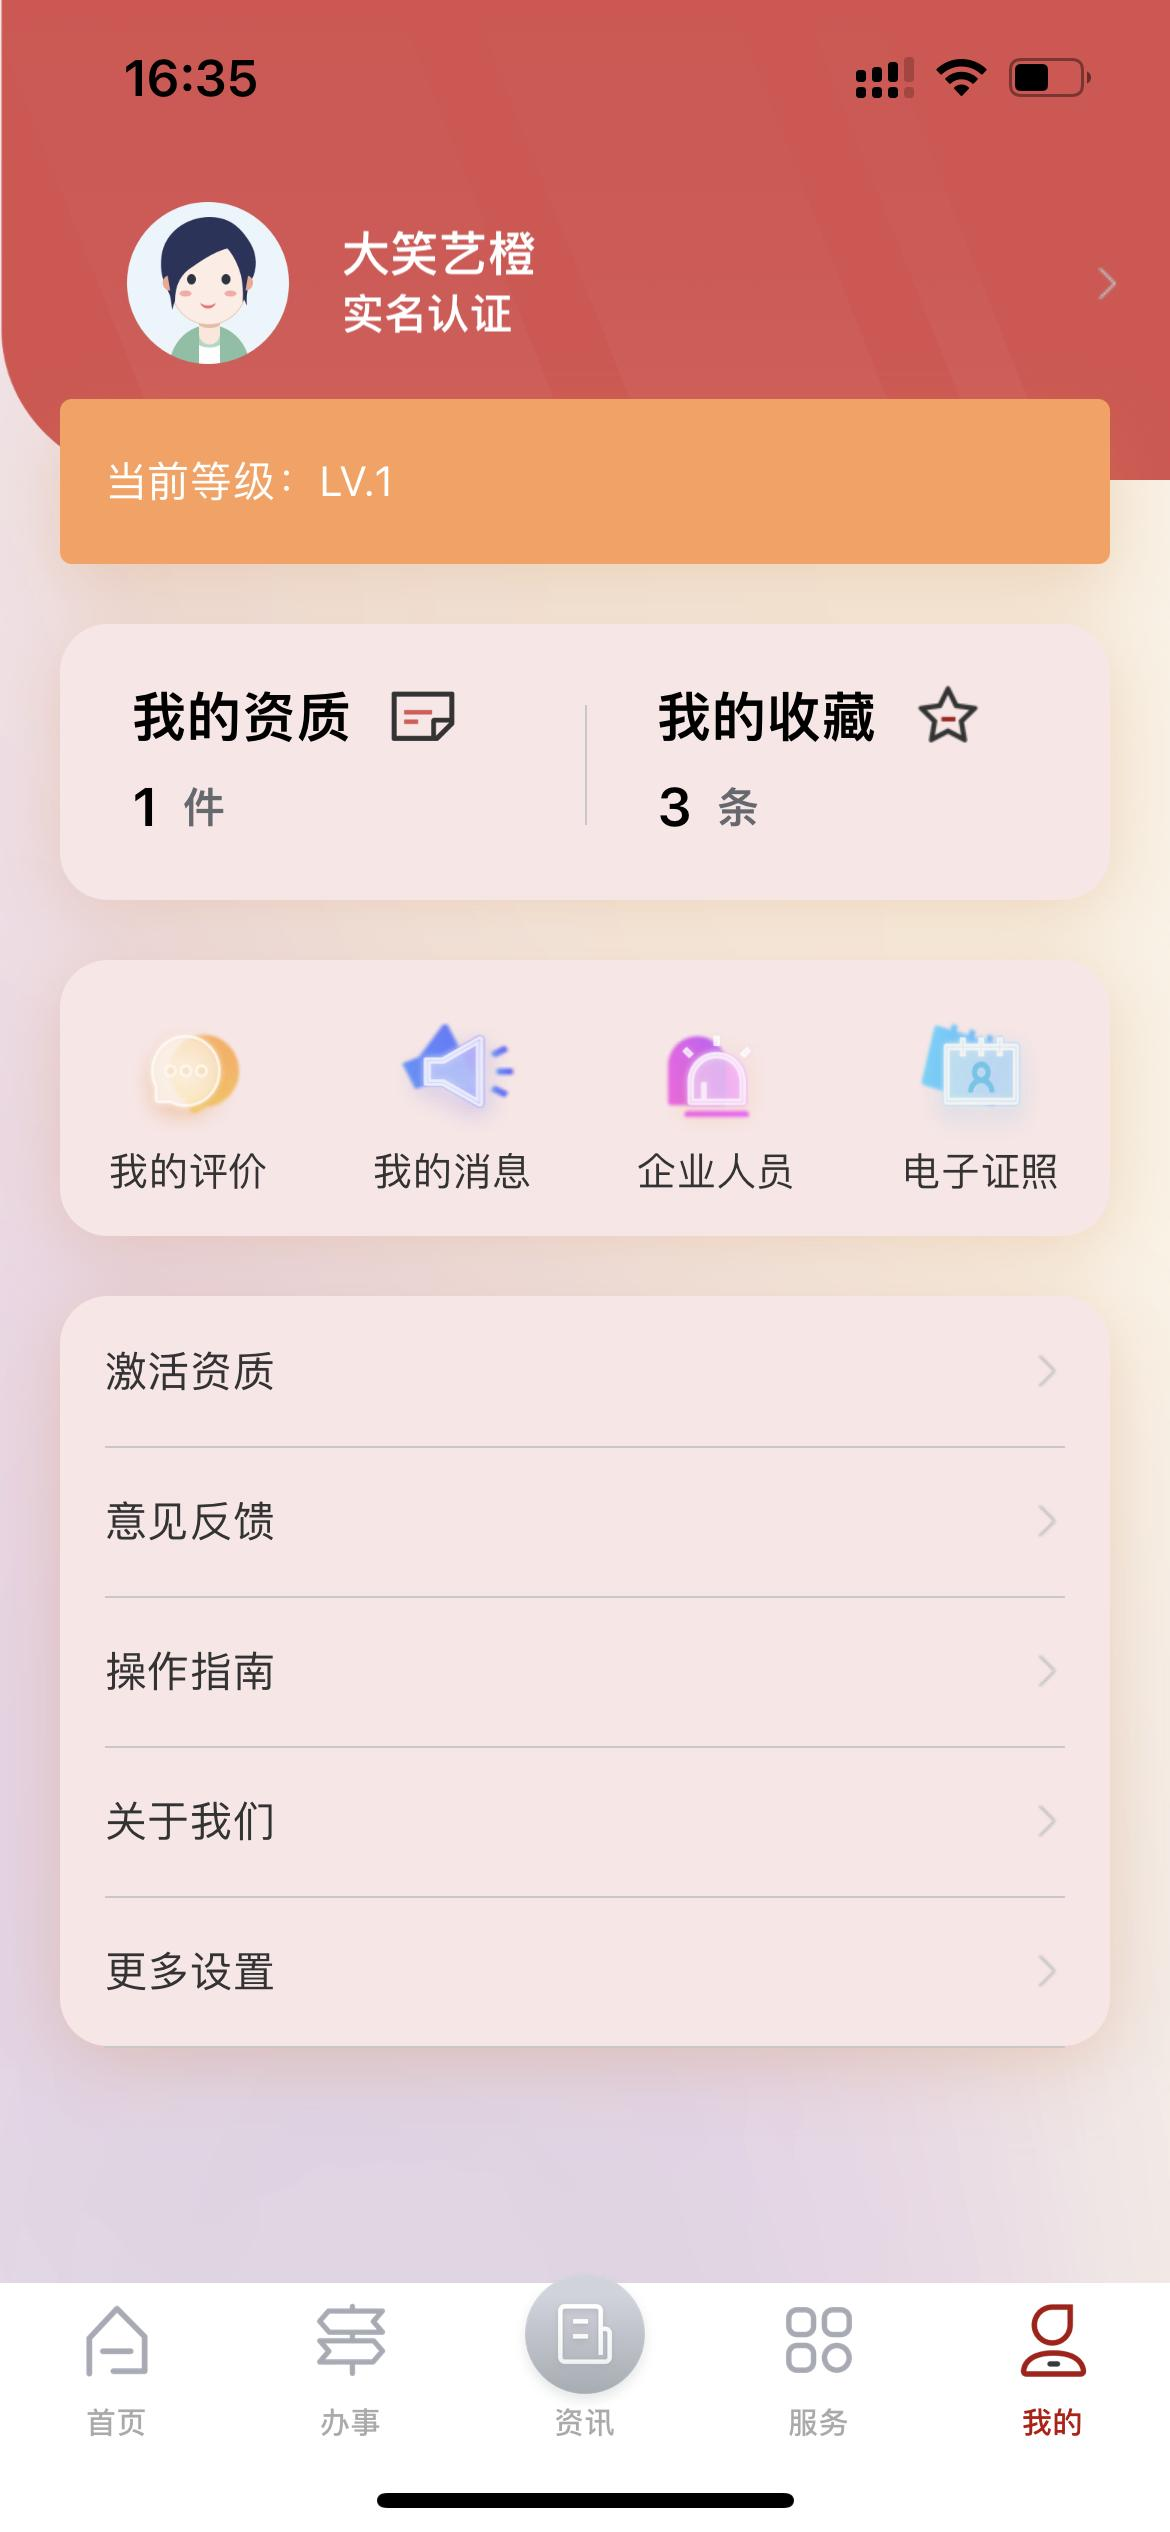 16:35
大笑艺橙
实名认证
当前等级：LV.1
我的资质 我的收藏
1 件 3 条
我的评价 我的消息 企业人员 电子证照
激活资质
意见反馈
操作指南
关于我们
更多设置
首页 办事 资讯 服务 我的